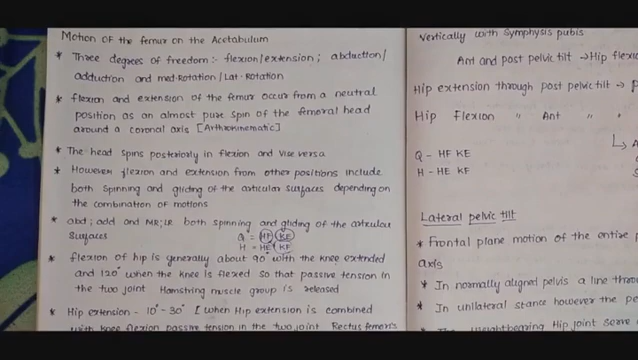 Motion Of the femur on the Acetabulum
* Three degrees of freedom :- flexion/extension ; abduction/
adduction and med.Rotation/Lat.Rotation
* flexion and extension of the femur occur from a neutral
position as an almost pure spin of the femoral head
around a coronal axis [Arthrokinematic]
* The head spins posteriorly in flexion and vise versa
* However flexion and extension from other positions include
both Spinning and gliding of the articular surfaces depending on
the combination of motions
* abd ; add and MR;LR both spinning and gliding of the articular
Surfaces
Q = HF KE
H = HE KF
* Flexion of hip is generally about 90° with the knee extended
and 120° when the knee is flexed so that passive tension in
the two joint Hamstring muscle group is released
* Hip extension - 10° - 30° [when Hip extension is combined
with knee flexion passive tension in the two joint Rectus femoris
Vertically with Symphysis pubis
Ant and post pelvic tilt → Hip flexi
Hip extension through post pelvic tilt →
Hip Flexion " Ant " "
Q - HF KE
H - HE KF
Lateral pelvic tilt
* Frontal plane motion of the entire p
axis
* In normally aligned pelvis a line throu
* In unilateral stance however the pe
* The weightbearing Hip joint serve